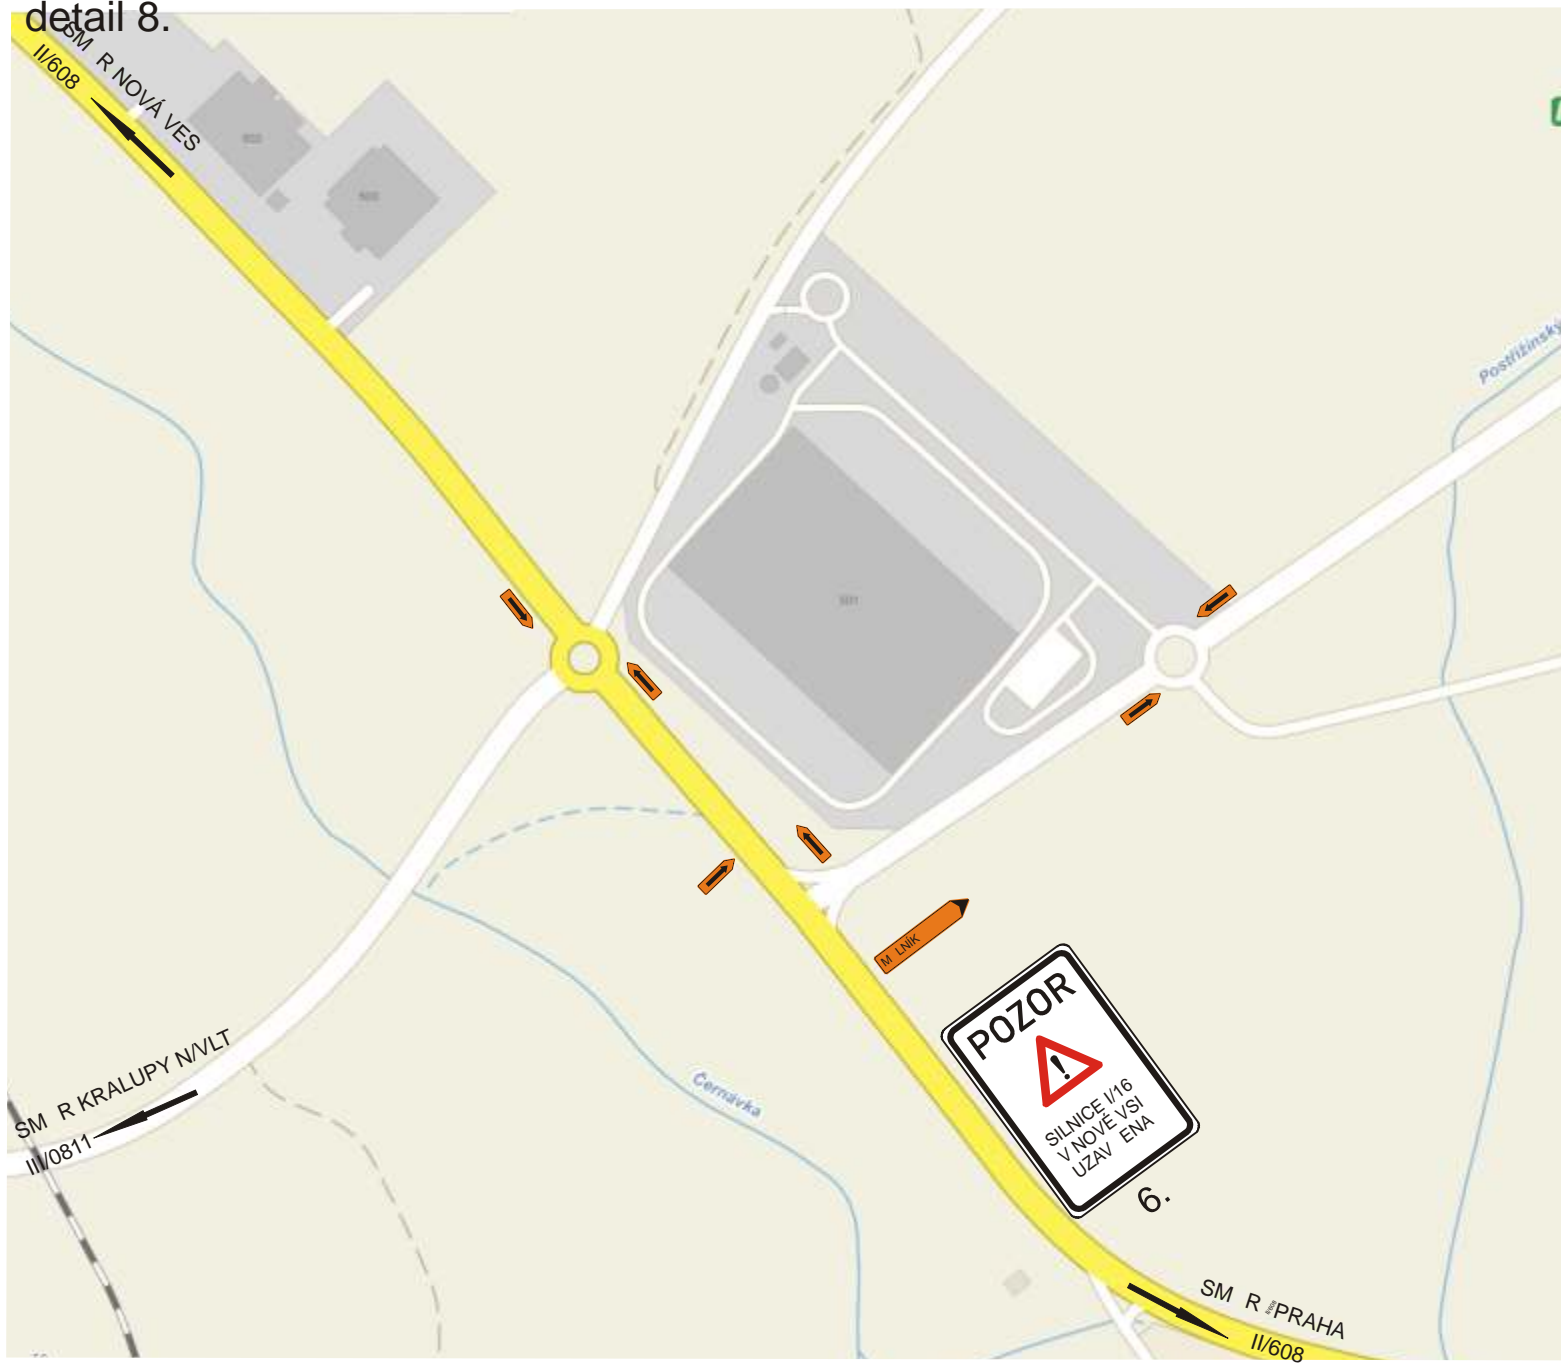 detail 8.
SM R NOVÁ VES
II/608
Postřižinský
M LNÍK
POZOR
!
SILNICE I/16
V NOVÉ VSI
UZAV ENA
6.
Černávka
SM R KRALUPY N/VLT
III/0811
SM R PRAHA
II/608